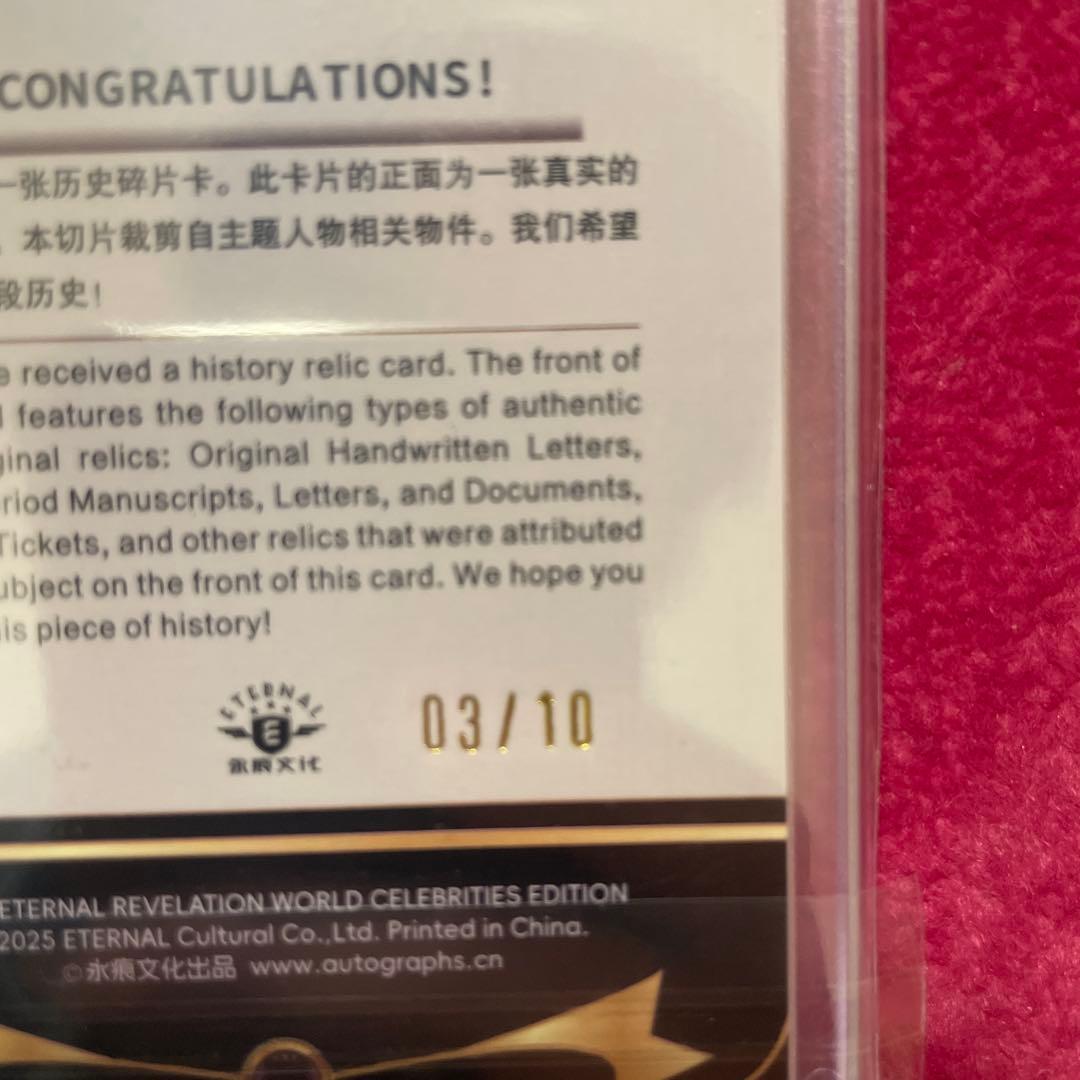 CONGRATULATIONS!
一张历史碎片卡。此卡片的正面为一张真实的
本切片裁剪自主题人物相关物件。我们希望
段历史！
e received a history relic card. The front of
features the following types of authentic
ginal relics: Original Handwritten Letters,
riod Manuscripts, Letters, and Documents,
Tickets, and other relics that were attributed
ubject on the front of this card. We hope you
is piece of history!
ETERNAL
永痕文化
03/10
ETERNAL REVELATION WORLD CELEBRITIES EDITION
2025 ETERNAL Cultural Co.,Ltd. Printed in China.
©永痕文化出品 www.autographs.cn